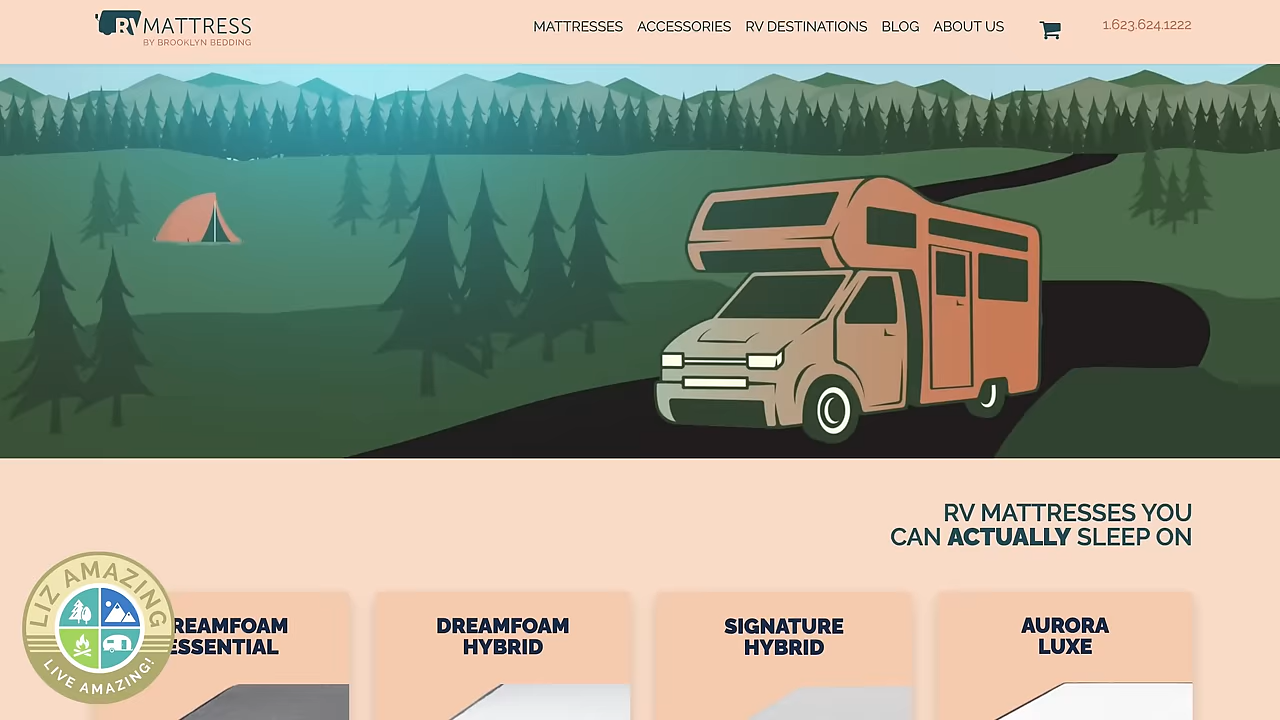 RV MATTRESS
BY BROOKLYN BEDDING
MATTRESSES ACCESSORIES RV DESTINATIONS BLOG ABOUT US
1.623.624.1222
RV MATTRESSES YOU
CAN ACTUALLY SLEEP ON
LIZ AMAZING
LIVE AMAZING!
REAMFOAM
ESSENTIAL
DREAMFOAM
HYBRID
SIGNATURE
HYBRID
AURORA
LUXE